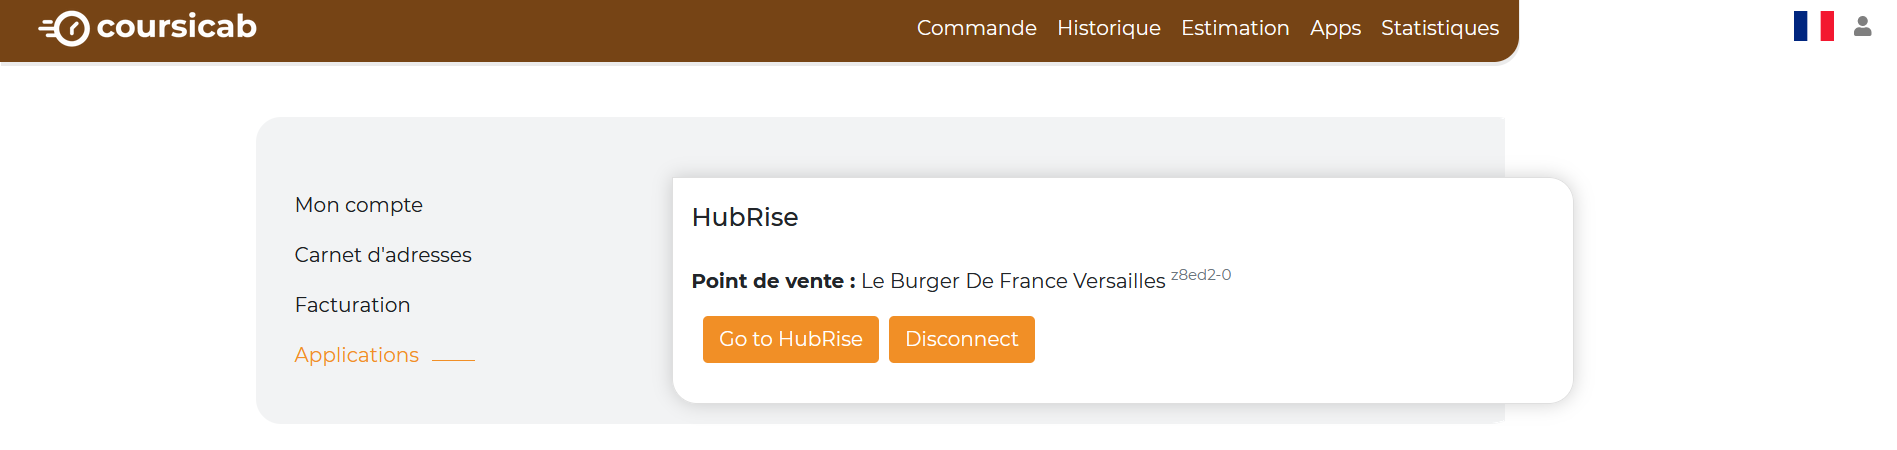 coursicab
Commande Historique Estimation Apps Statistiques
Mon compte
Carnet d'adresses
Facturation
Applications
HubRise
Point de vente : Le Burger De France Versailles z8ed2-0
Go to HubRise Disconnect